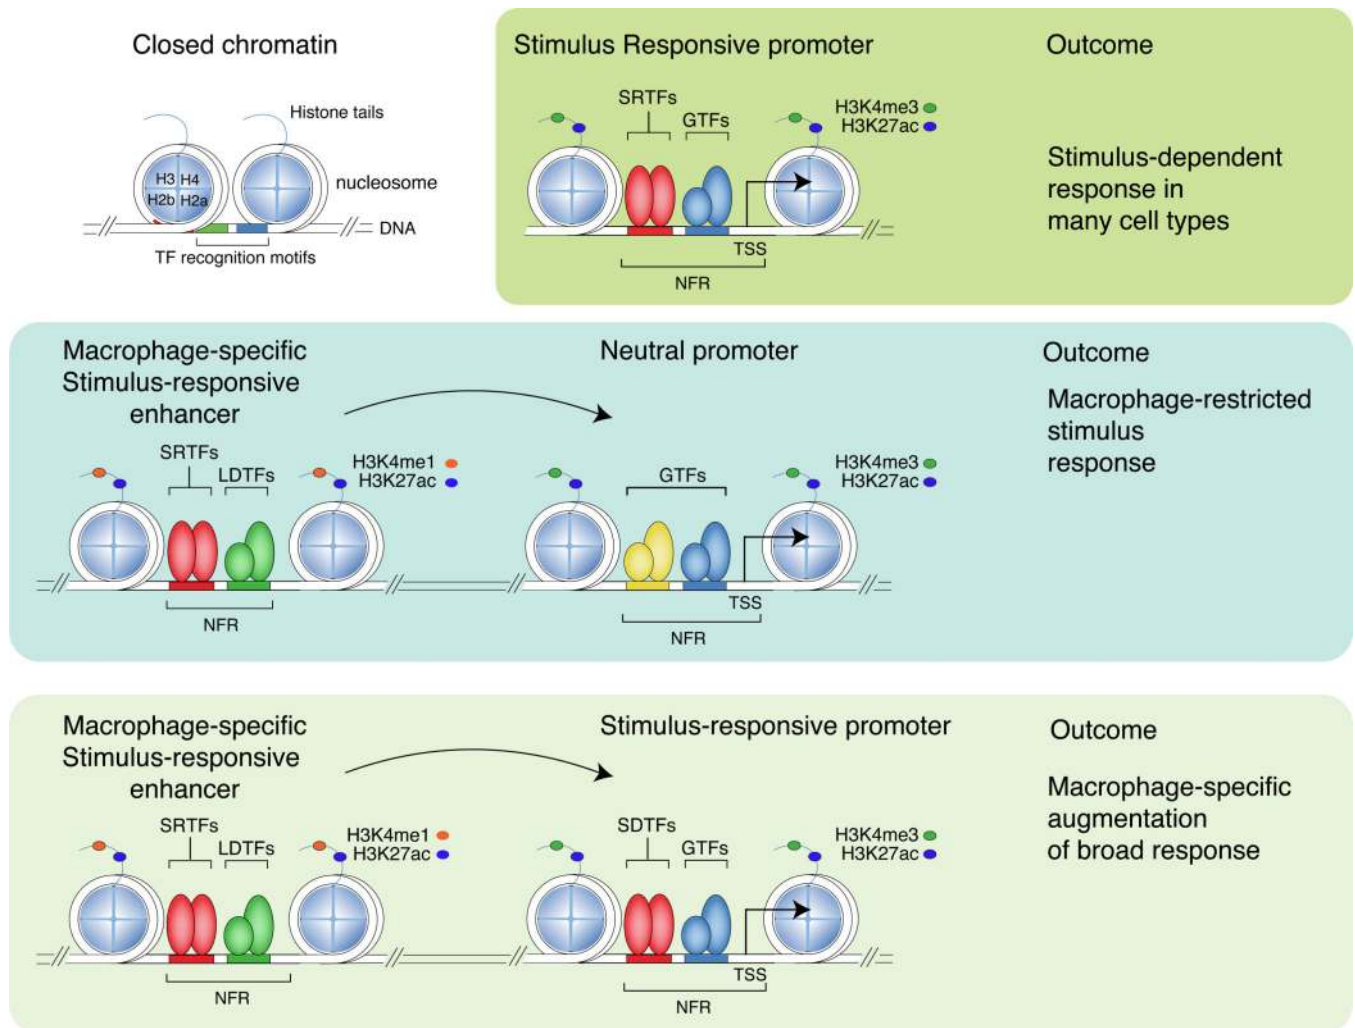 Closed chromatin
Histone tails
H3 H4
H2b H2a
nucleosome
DNA
TF recognition motifs
Stimulus Responsive promoter
SRTFs
GTFs
H3K4me3
H3K27ac
TSS
NFR
Outcome
Stimulus-dependent
response in
many cell types
Macrophage-specific
Stimulus-responsive
enhancer
SRTFs
LDTFs
H3K4me1
H3K27ac
NFR
Neutral promoter
GTFs
H3K4me3
H3K27ac
TSS
NFR
Outcome
Macrophage-restricted
stimulus
response
Macrophage-specific
Stimulus-responsive
enhancer
SRTFs
LDTFs
H3K4me1
H3K27ac
NFR
Stimulus-responsive promoter
SDTFs
GTFs
H3K4me3
H3K27ac
TSS
NFR
Outcome
Macrophage-specific
augmentation
of broad response